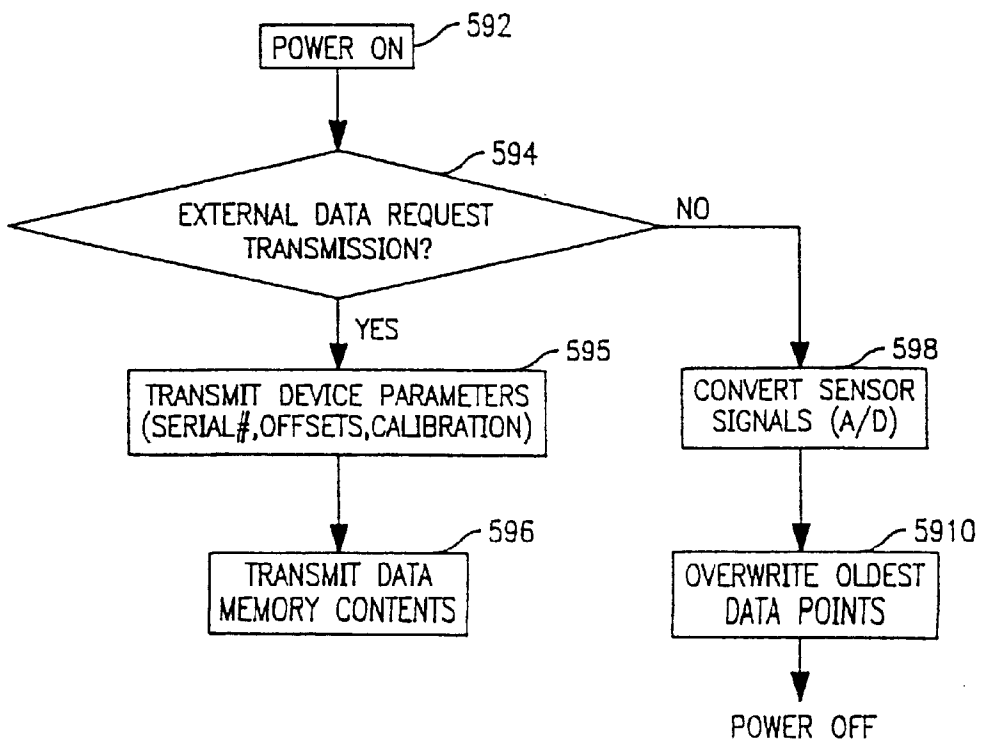 POWER ON
592
594
EXTERNAL DATA REQUEST
TRANSMISSION?
NO
YES
595
TRANSMIT DEVICE PARAMETERS
(SERIAL#,OFFSETS,CALIBRATION)
598
CONVERT SENSOR
SIGNALS (A/D)
596
TRANSMIT DATA
MEMORY CONTENTS
5910
OVERWRITE OLDEST
DATA POINTS
POWER OFF